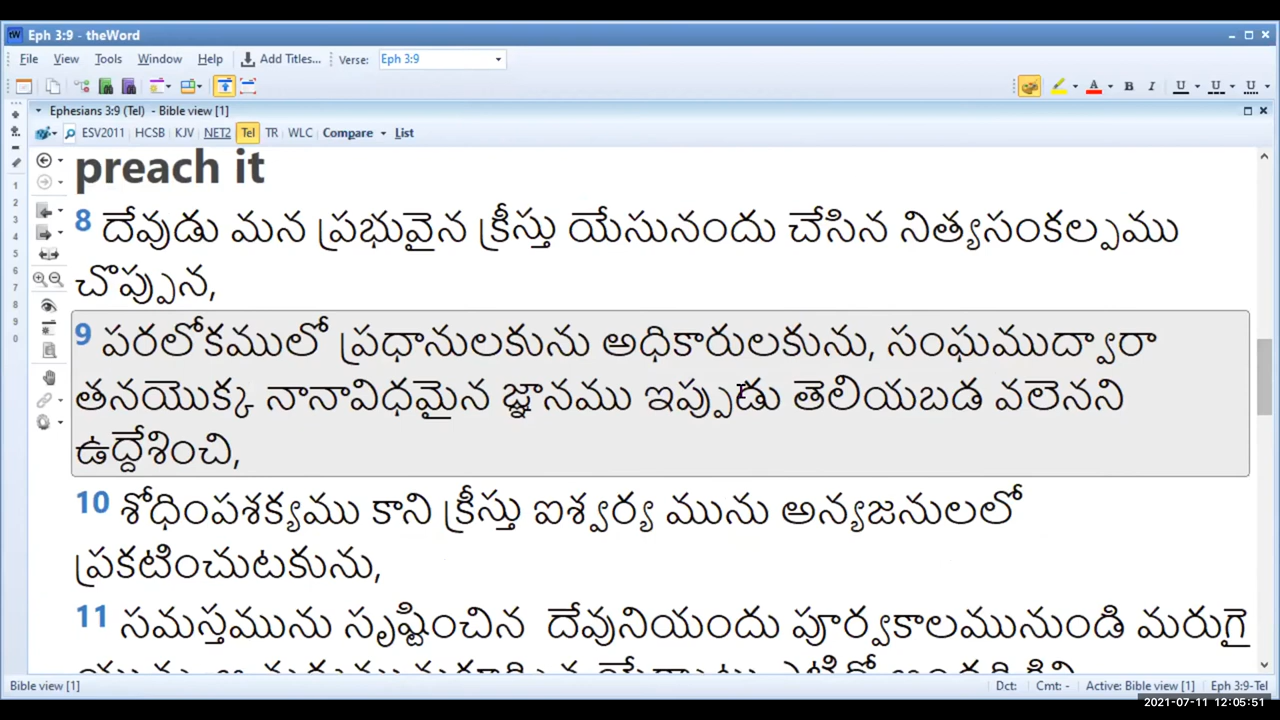 Eph 3:9 - theWord
File View Tools Window Help Add Titles... Verse: Eph 3:9
A B I U U U
Ephesians 3:9 (Tel) - Bible view [1]
ESV2011 HCSB KJV NET2 Tel TR WLC Compare List
preach it
8 దేవుడు మన ప్రభువైన క్రీస్తు యేసునందు చేసిన నిత్యసంకల్పము
చొప్పున,
9 పరలోకములో ప్రధానులకును అధికారులకును, సంఘముద్వారా
తనయొక్క నానావిధమైన జ్ఞానము ఇప్పుడు తెలియబడ వలెనని
ఉద్దేశించి,
10 శోధింపశక్యము కాని క్రీస్తు ఐశ్వర్య మును అన్యజనులలో
ప్రకటించుటకును,
11 సమస్తమును సృష్టించిన దేవునియందు పూర్వకాలమునుండి మరుగై
Bible view [1] Dct: Cmt: - Active: Bible view [1] Eph 3:9-Tel
2021-07-11 12:05:51